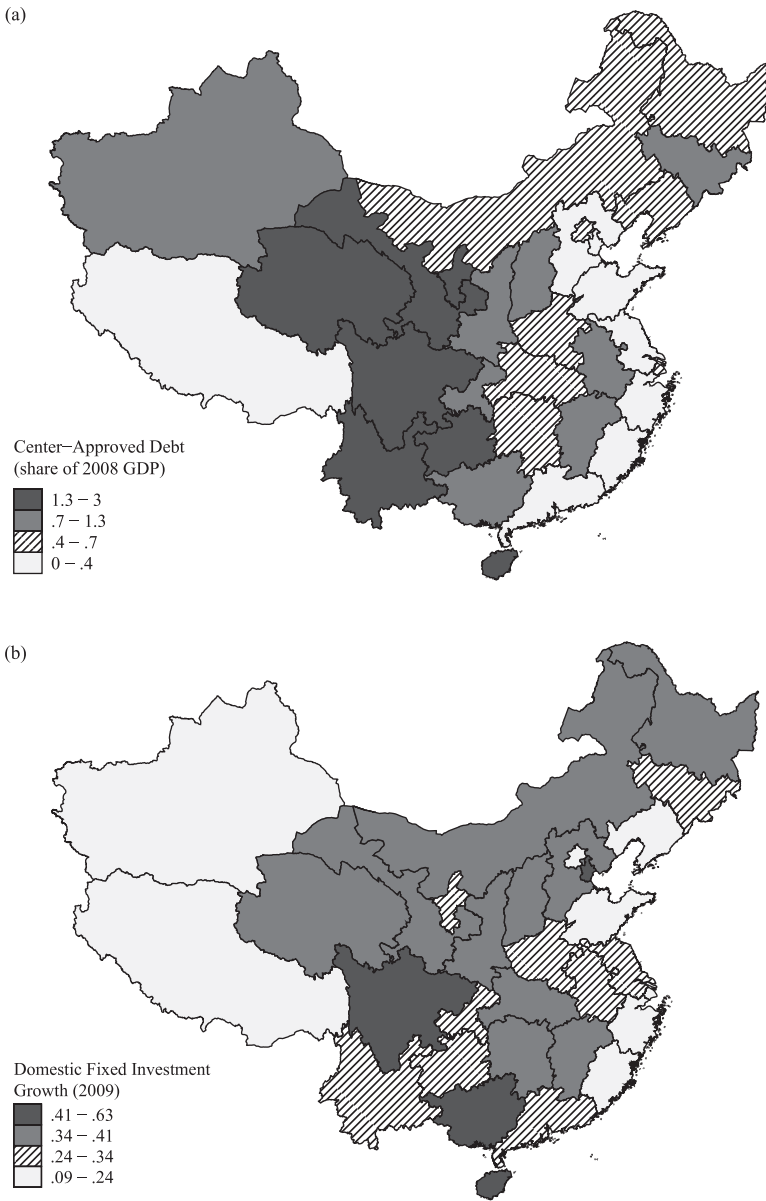 (a)
Center−Approved Debt
(share of 2008 GDP)
1.3 − 3
.7 − 1.3
.4 − .7
0 − .4
(b)
Domestic Fixed Investment
Growth (2009)
.41 − .63
.34 − .41
.24 − .34
.09 − .24